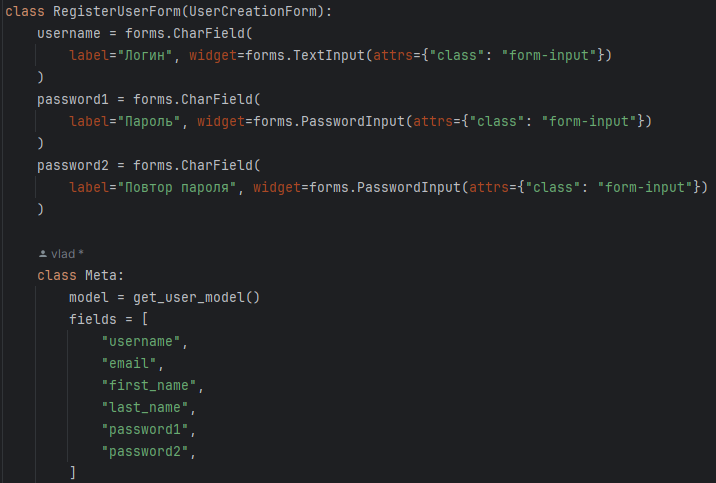 class RegisterUserForm(UserCreationForm):
    username = forms.CharField(
        label="Логин", widget=forms.TextInput(attrs={"class": "form-input"})
    )
    password1 = forms.CharField(
        label="Пароль", widget=forms.PasswordInput(attrs={"class": "form-input"})
    )
    password2 = forms.CharField(
        label="Повтор пароля", widget=forms.PasswordInput(attrs={"class": "form-input"})
    )
    vlad *
    class Meta:
        model = get_user_model()
        fields = [
            "username",
            "email",
            "first_name",
            "last_name",
            "password1",
            "password2",
        ]